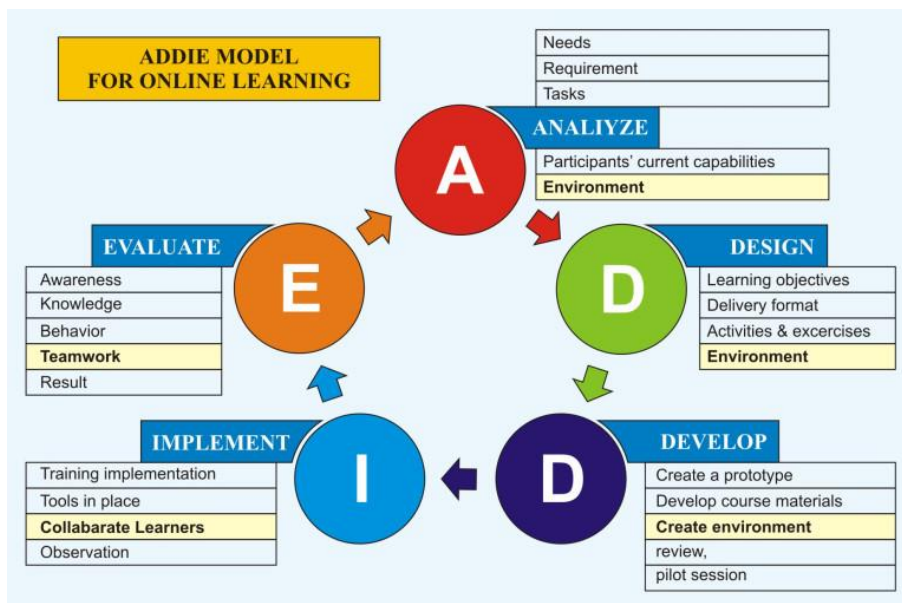 ADDIE MODEL
FOR ONLINE LEARNING
Needs
Requirement
Tasks
ANALIYZE
Participants' current capabilities
Environment
A
DESIGN
Learning objectives
Delivery format
Activities & excercises
Environment
D
DEVELOP
Create a prototype
Develop course materials
Create environment
review,
pilot session
D
IMPLEMENT
Training implementation
Tools in place
Collabarate Learners
Observation
I
EVALUATE
Awareness
Knowledge
Behavior
Teamwork
Result
E